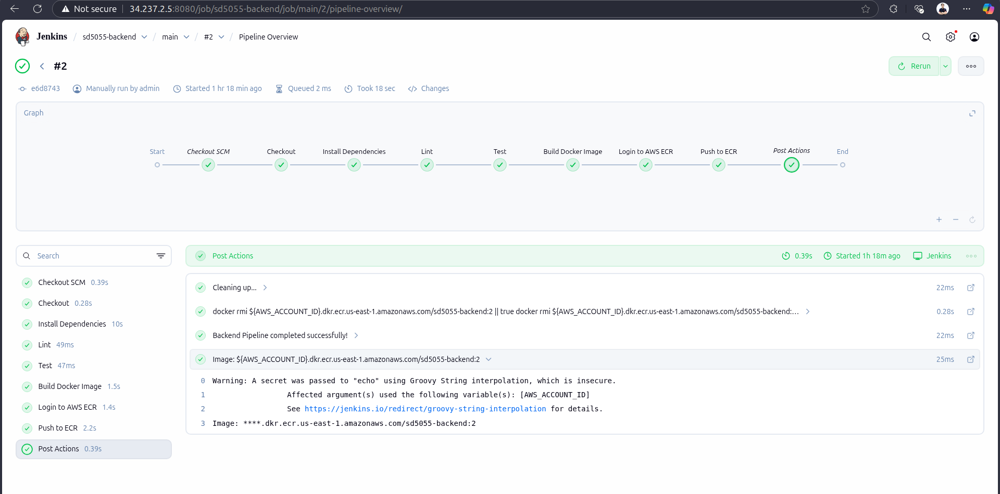 Not secure 34.237.2.5:8080/job/sd5055-backend/job/main/2/pipeline-overview/
Jenkins / sd5055-backend / main / #2 / Pipeline Overview
#2
Rerun
e6d8743 Manually run by admin Started 1 hr 18 min ago Queued 2 ms Took 18 sec Changes
Graph
Start Checkout SCM Checkout Install Dependencies Lint Test Build Docker Image Login to AWS ECR Push to ECR Post Actions End
Search
Checkout SCM 0.39s
Checkout 0.28s
Install Dependencies 10s
Lint 49ms
Test 47ms
Build Docker Image 1.5s
Login to AWS ECR 1.4s
Push to ECR 2.2s
Post Actions 0.39s
Post Actions 0.39s Started 1h 18m ago Jenkins
Cleaning up... 22ms
docker rmi ${AWS_ACCOUNT_ID}.dkr.ecr.us-east-1.amazonaws.com/sd5055-backend:2 || true docker rmi ${AWS_ACCOUNT_ID}.dkr.ecr.us-east-1.amazonaws.com/sd5055-backend:... 0.28s
Backend Pipeline completed successfully! 22ms
Image: ${AWS_ACCOUNT_ID}.dkr.ecr.us-east-1.amazonaws.com/sd5055-backend:2 25ms
0 Warning: A secret was passed to "echo" using Groovy String interpolation, which is insecure.
1 Affected argument(s) used the following variable(s): [AWS_ACCOUNT_ID]
2 See https://jenkins.io/redirect/groovy-string-interpolation for details.
3 Image: ****.dkr.ecr.us-east-1.amazonaws.com/sd5055-backend:2